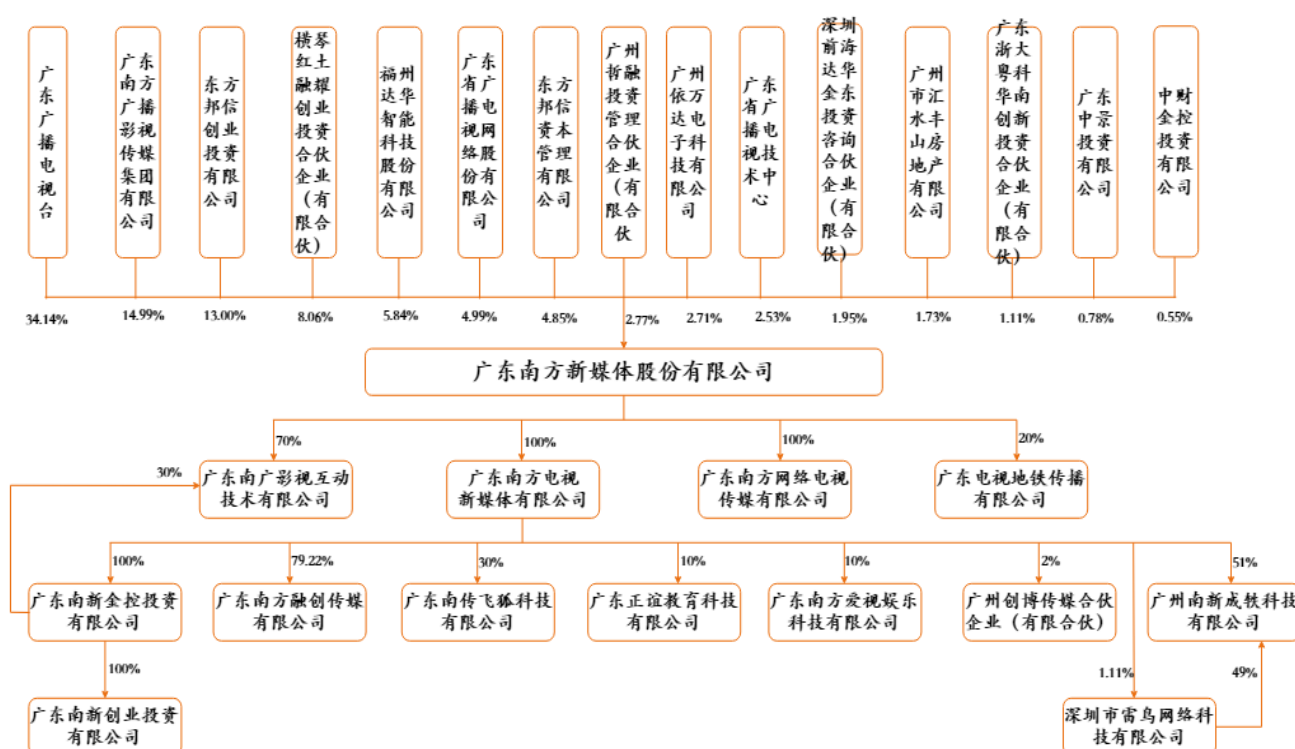 广东广播电视台
广东南方广播影视传媒集团有限公司
东方邦信创业投资有限公司
横琴红土融耀创业投资合伙企业（有限合伙）
福州达华智能科技股份有限公司
广东省广播电视网络股份有限公司
东方邦信资本管理有限公司
广州哲融投资管理合伙企业（有限合伙
广州依万达电子科技有限公司
广东省广播电视技术中心
深圳前海达华金东投资咨询合伙企业（有限合伙）
广州市汇水丰山房地产有限公司
广东浙大粤科华南创新投资合伙企业（有限合伙）
广东中景投资有限公司
中财金控投资有限公司
34.14%
14.99%
13.00%
8.06%
5.84%
4.99%
4.85%
2.77%
2.71%
2.53%
1.95%
1.73%
1.11%
0.78%
0.55%
广东南方新媒体股份有限公司
70%
100%
100%
20%
30%
广东南广影视互动
技术有限公司
广东南方电视
新媒体有限公司
广东南方网络电视
传媒有限公司
广东电视地铁传播
有限公司
100%
79.22%
30%
10%
10%
2%
51%
广东南新金控投资
有限公司
广东南方融创传媒
有限公司
广东南传飞狐科技
有限公司
广东正谊教育科技
有限公司
广东南方爱视娱乐
科技有限公司
广州创博传媒合伙
企业（有限合伙）
广州南新成轶科技
有限公司
100%
1.11%
49%
广东南新创业投资
有限公司
深圳市雷鸟网络科
技有限公司